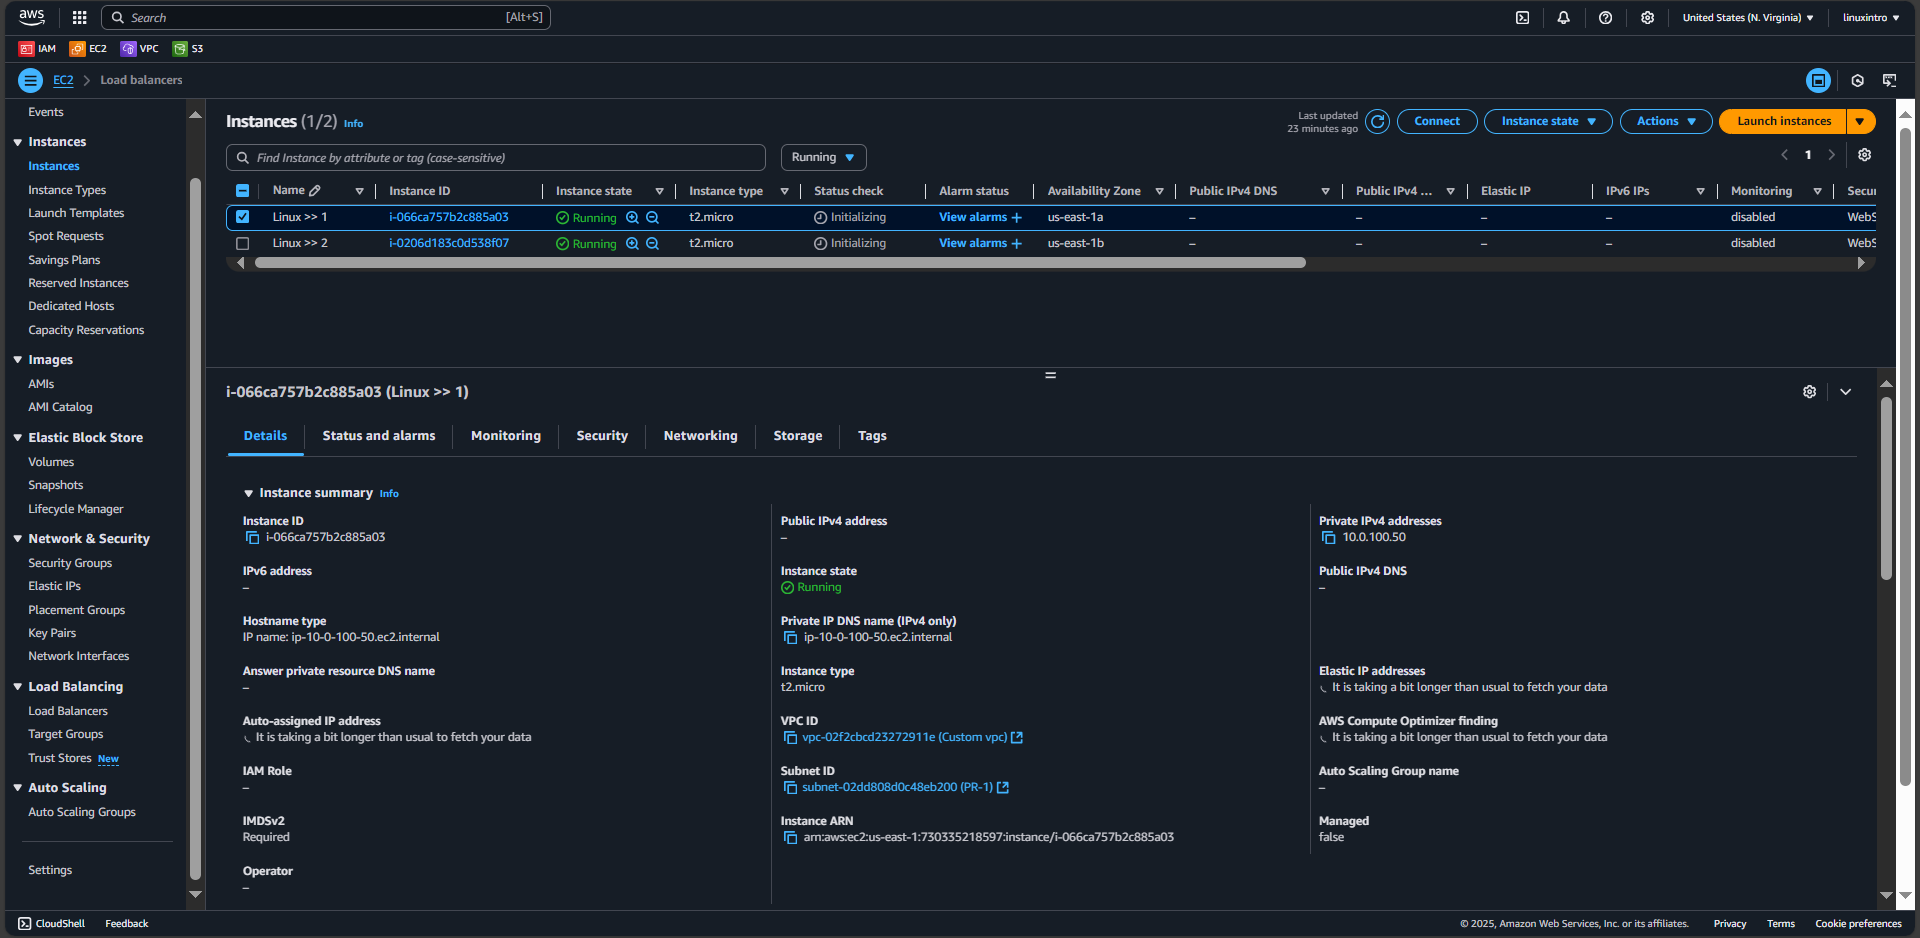 aws
Search [Alt+S]
United States (N. Virginia)
linuxintro
IAM EC2 VPC S3
EC2 > Load balancers
Events
Instances
Instances
Instance Types
Launch Templates
Spot Requests
Savings Plans
Reserved Instances
Dedicated Hosts
Capacity Reservations
Images
AMIs
AMI Catalog
Elastic Block Store
Volumes
Snapshots
Lifecycle Manager
Network & Security
Security Groups
Elastic IPs
Placement Groups
Key Pairs
Network Interfaces
Load Balancing
Load Balancers
Target Groups
Trust Stores New
Auto Scaling
Auto Scaling Groups
Settings
Instances (1/2) Info
Last updated
23 minutes ago
Connect
Instance state
Actions
Launch instances
Find Instance by attribute or tag (case-sensitive)
Running
1
Name Instance ID Instance state Instance type Status check Alarm status Availability Zone Public IPv4 DNS Public IPv4 ... Elastic IP IPv6 IPs Monitoring Secur
Linux >> 1 i-066ca757b2c885a03 Running t2.micro Initializing View alarms + us-east-1a – – – – disabled WebS
Linux >> 2 i-0206d183c0d538f07 Running t2.micro Initializing View alarms + us-east-1b – – – – disabled WebS
i-066ca757b2c885a03 (Linux >> 1)
Details Status and alarms Monitoring Security Networking Storage Tags
Instance summary Info
Instance ID
i-066ca757b2c885a03
Public IPv4 address
–
Private IPv4 addresses
10.0.100.50
IPv6 address
–
Instance state
Running
Public IPv4 DNS
–
Hostname type
IP name: ip-10-0-100-50.ec2.internal
Private IP DNS name (IPv4 only)
ip-10-0-100-50.ec2.internal
Answer private resource DNS name
–
Instance type
t2.micro
Elastic IP addresses
It is taking a bit longer than usual to fetch your data
Auto-assigned IP address
It is taking a bit longer than usual to fetch your data
VPC ID
vpc-02f2cbcd23272911e (Custom vpc)
AWS Compute Optimizer finding
It is taking a bit longer than usual to fetch your data
IAM Role
–
Subnet ID
subnet-02dd808d0c48eb200 (PR-1)
Auto Scaling Group name
–
IMDSv2
Required
Instance ARN
arn:aws:ec2:us-east-1:730335218597:instance/i-066ca757b2c885a03
Managed
false
Operator
–
CloudShell Feedback
© 2025, Amazon Web Services, Inc. or its affiliates. Privacy Terms Cookie preferences